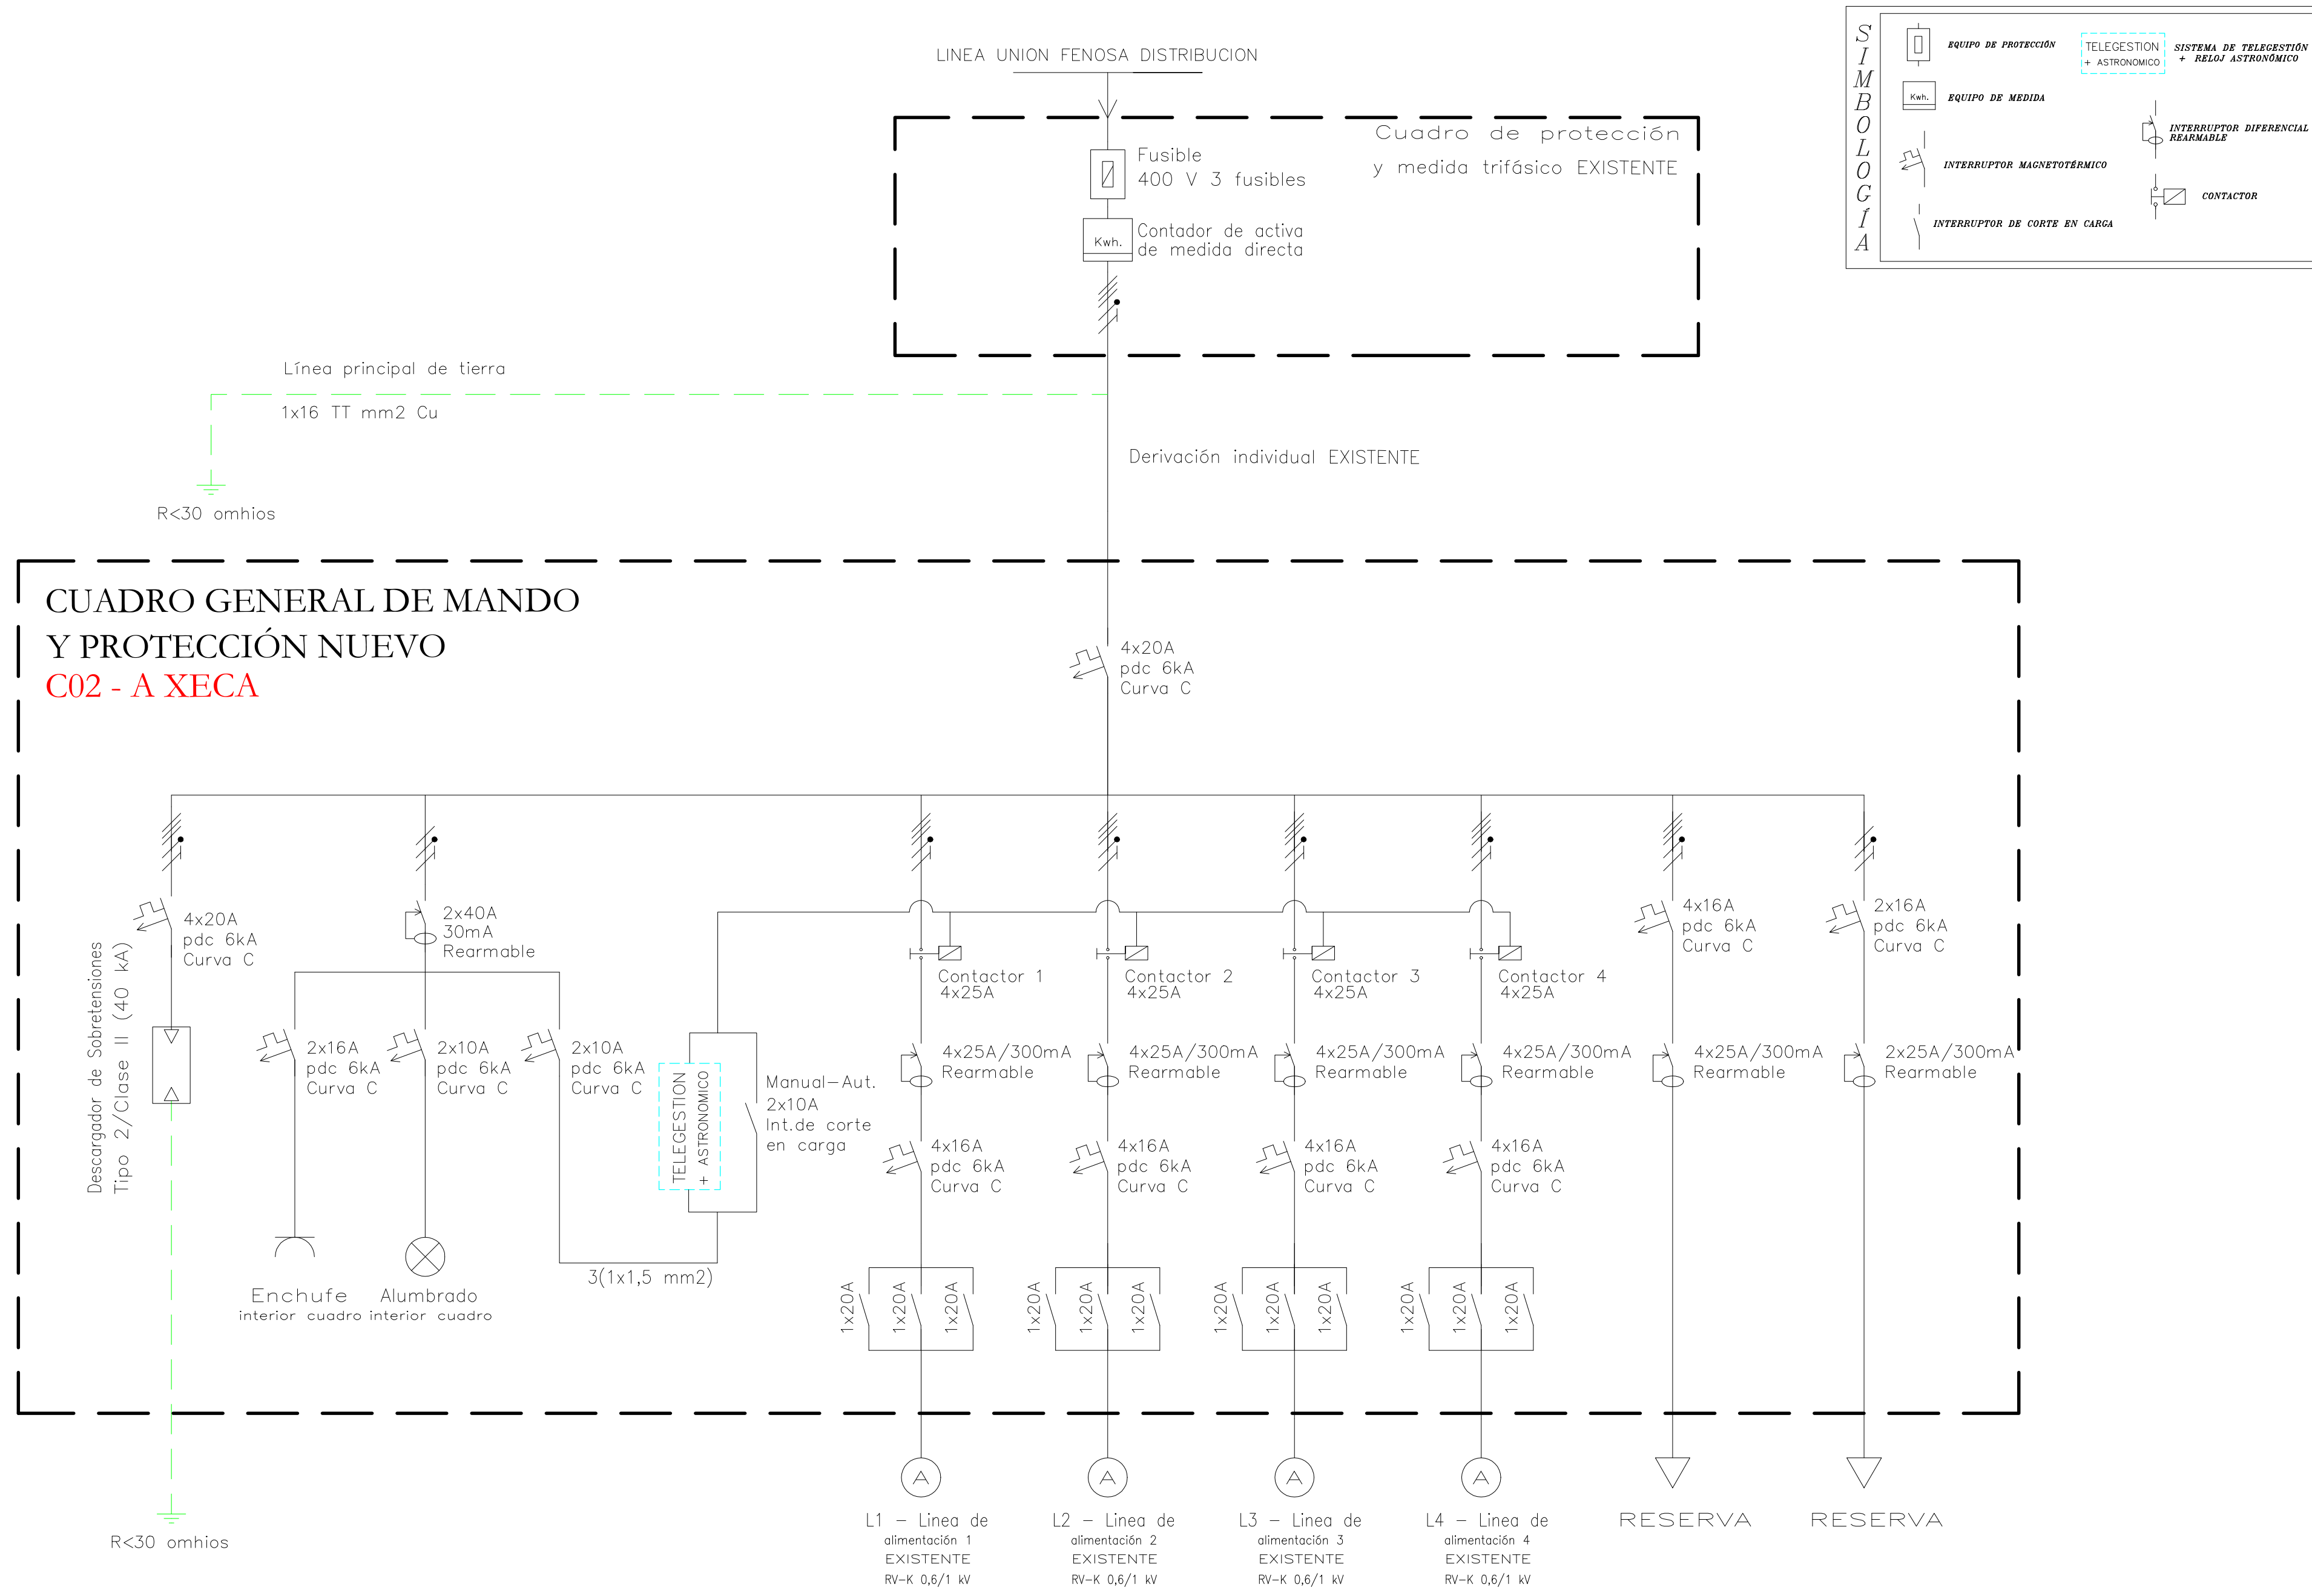 LINEA UNION FENOSA DISTRIBUCION
Cuadro de protección
y medida trifásico EXISTENTE
Fusible
400 V 3 fusibles
Kwh.
Contador de activa
de medida directa
SIMBOLOGÍA
EQUIPO DE PROTECCIÓN
TELEGESTION
+ ASTRONOMICO
SISTEMA DE TELEGESTIÓN
+ RELOJ ASTRONÓMICO
Kwh.
EQUIPO DE MEDIDA
INTERRUPTOR DIFERENCIAL
REARMABLE
INTERRUPTOR MAGNETOTÉRMICO
CONTACTOR
INTERRUPTOR DE CORTE EN CARGA
Línea principal de tierra
1x16 TT mm2 Cu
R<30 omhios
Derivación individual EXISTENTE
CUADRO GENERAL DE MANDO
Y PROTECCIÓN NUEVO
C02 - A XECA
4x20A
pdc 6kA
Curva C
Descargador de Sobretensiones
Tipo 2/Clase II (40 kA)
4x20A
pdc 6kA
Curva C
2x40A
30mA
Rearmable
2x16A
pdc 6kA
Curva C
2x10A
pdc 6kA
Curva C
2x10A
pdc 6kA
Curva C
TELEGESTION
+ ASTRONOMICO
Manual-Aut.
2x10A
Int.de corte
en carga
3(1x1,5 mm2)
Enchufe
interior cuadro
Alumbrado
interior cuadro
Contactor 1
4x25A
4x25A/300mA
Rearmable
4x16A
pdc 6kA
Curva C
1x20A
1x20A
1x20A
Contactor 2
4x25A
4x25A/300mA
Rearmable
4x16A
pdc 6kA
Curva C
1x20A
1x20A
1x20A
Contactor 3
4x25A
4x25A/300mA
Rearmable
4x16A
pdc 6kA
Curva C
1x20A
1x20A
1x20A
Contactor 4
4x25A
4x25A/300mA
Rearmable
4x16A
pdc 6kA
Curva C
1x20A
1x20A
1x20A
4x16A
pdc 6kA
Curva C
4x25A/300mA
Rearmable
2x16A
pdc 6kA
Curva C
2x25A/300mA
Rearmable
R<30 omhios
A
L1 - Linea de
alimentación 1
EXISTENTE
RV-K 0,6/1 kV
A
L2 - Linea de
alimentación 2
EXISTENTE
RV-K 0,6/1 kV
A
L3 - Linea de
alimentación 3
EXISTENTE
RV-K 0,6/1 kV
A
L4 - Linea de
alimentación 4
EXISTENTE
RV-K 0,6/1 kV
RESERVA
RESERVA